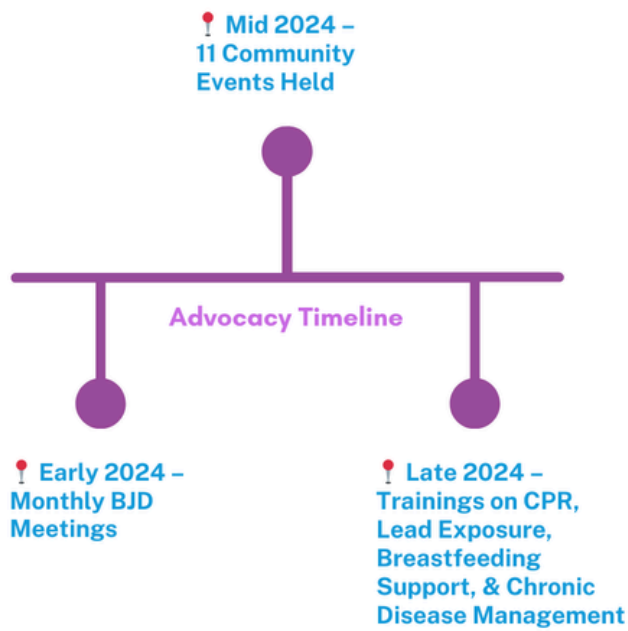 📍 Mid 2024 –
11 Community
Events Held
Advocacy Timeline
📍 Early 2024 –
Monthly BJD
Meetings
📍 Late 2024 –
Trainings on CPR,
Lead Exposure,
Breastfeeding
Support, & Chronic
Disease Management